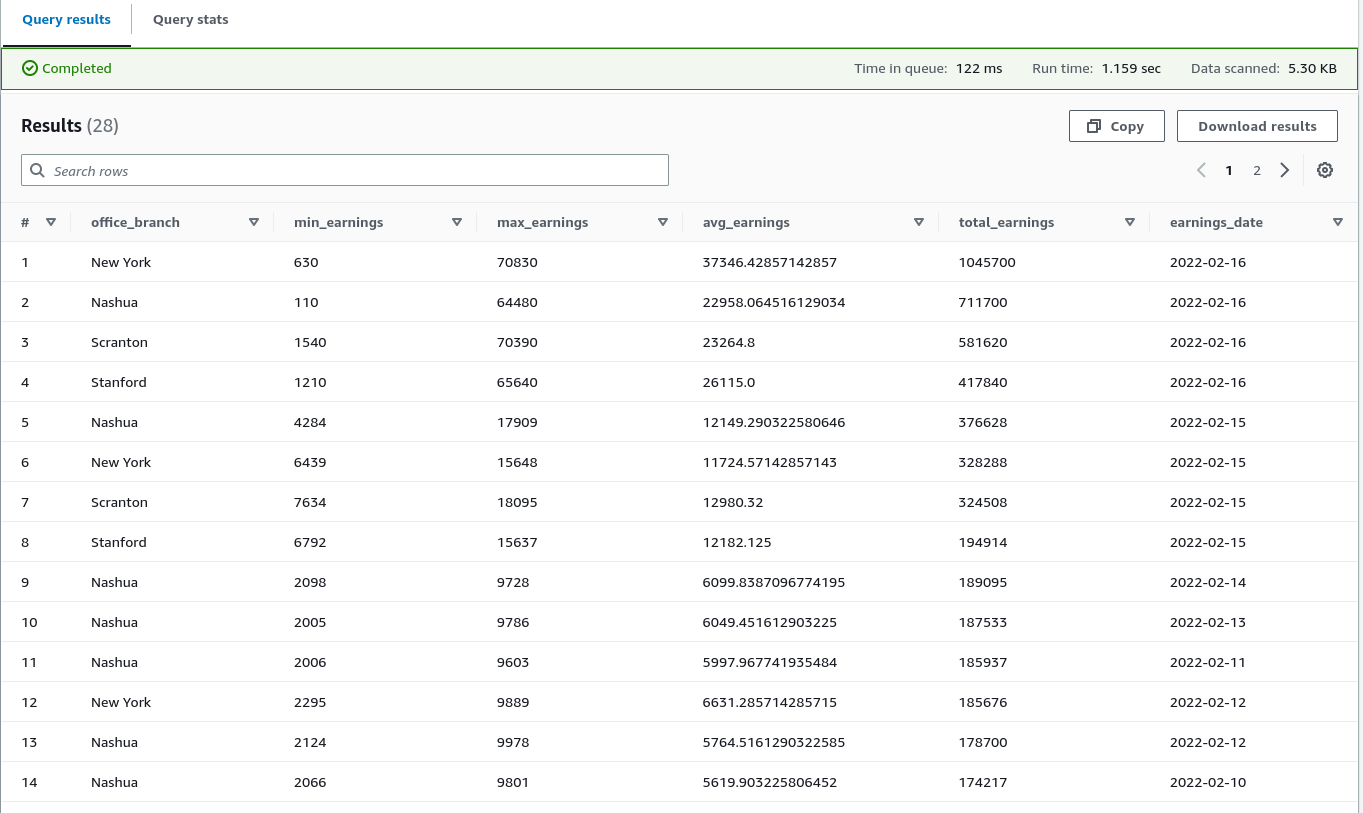 Query results Query stats
Completed Time in queue: 122 ms Run time: 1.159 sec Data scanned: 5.30 KB
Results (28) Copy Download results
Search rows 1 2
# office_branch min_earnings max_earnings avg_earnings total_earnings earnings_date
1 New York 630 70830 37346.42857142857 1045700 2022-02-16
2 Nashua 110 64480 22958.064516129034 711700 2022-02-16
3 Scranton 1540 70390 23264.8 581620 2022-02-16
4 Stanford 1210 65640 26115.0 417840 2022-02-16
5 Nashua 4284 17909 12149.290322580646 376628 2022-02-15
6 New York 6439 15648 11724.57142857143 328288 2022-02-15
7 Scranton 7634 18095 12980.32 324508 2022-02-15
8 Stanford 6792 15637 12182.125 194914 2022-02-15
9 Nashua 2098 9728 6099.8387096774195 189095 2022-02-14
10 Nashua 2005 9786 6049.451612903225 187533 2022-02-13
11 Nashua 2006 9603 5997.967741935484 185937 2022-02-11
12 New York 2295 9889 6631.285714285715 185676 2022-02-12
13 Nashua 2124 9978 5764.5161290322585 178700 2022-02-12
14 Nashua 2066 9801 5619.903225806452 174217 2022-02-10